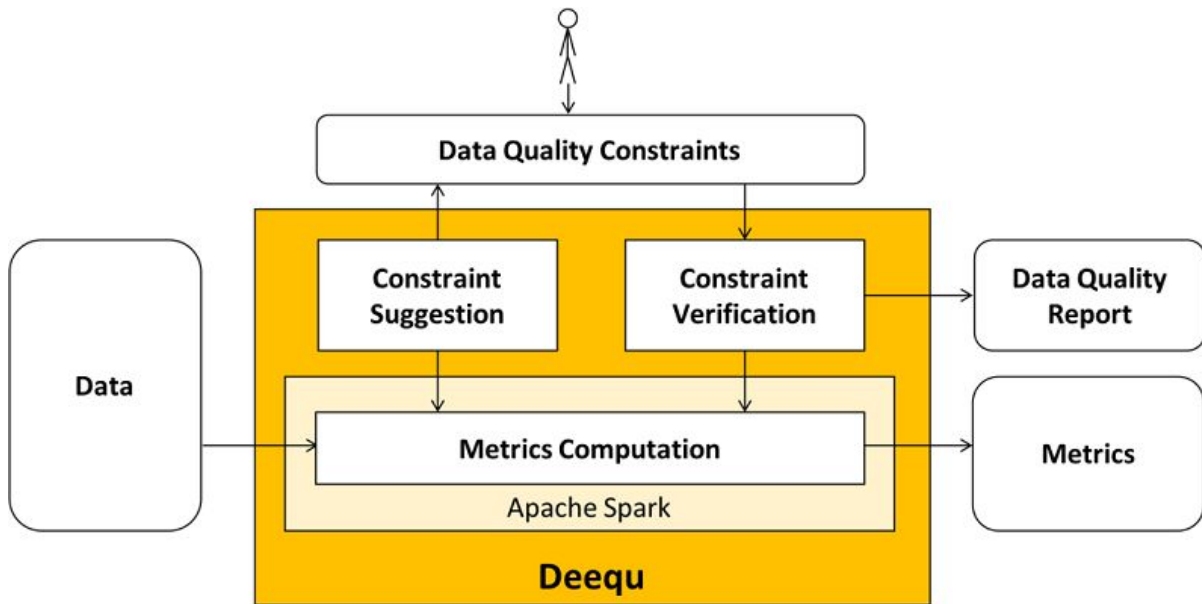 Data Quality Constraints
Constraint
Suggestion
Constraint
Verification
Data Quality
Report
Data
Metrics Computation
Metrics
Apache Spark
Deequ